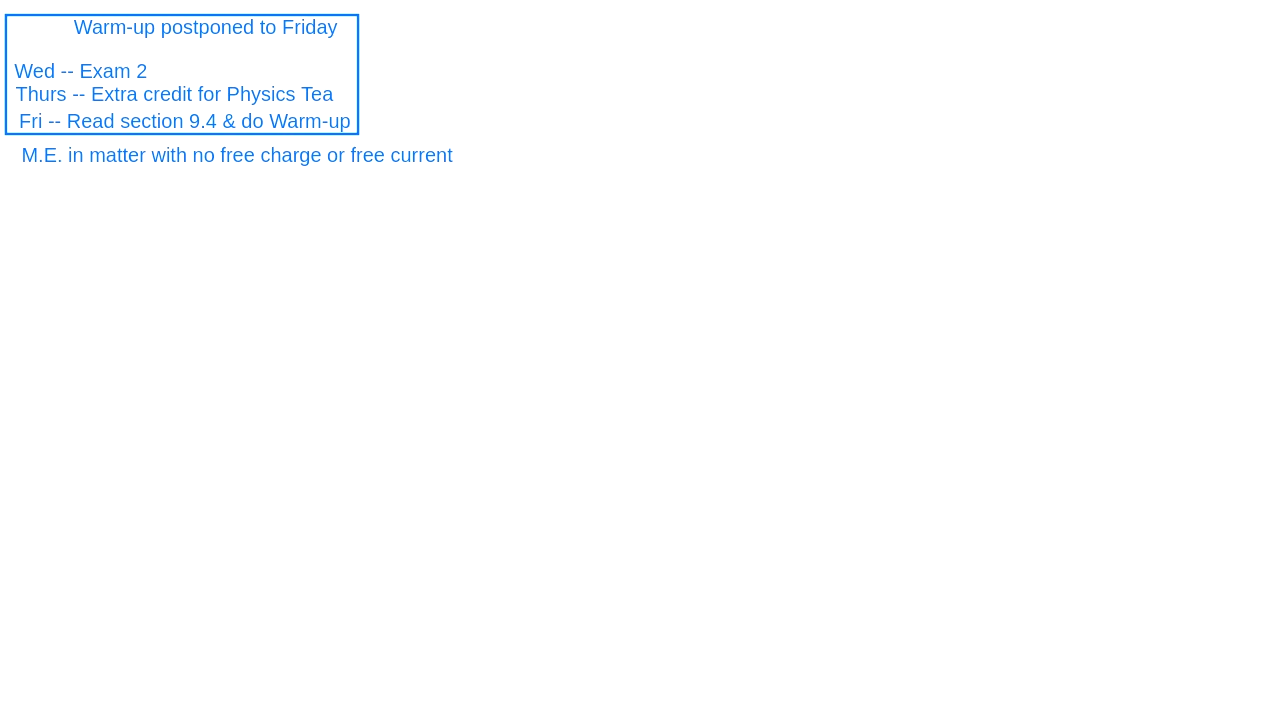 Warm-up postponed to Friday
Wed -- Exam 2
Thurs -- Extra credit for Physics Tea
Fri -- Read section 9.4 & do Warm-up
M.E. in matter with no free charge or free current